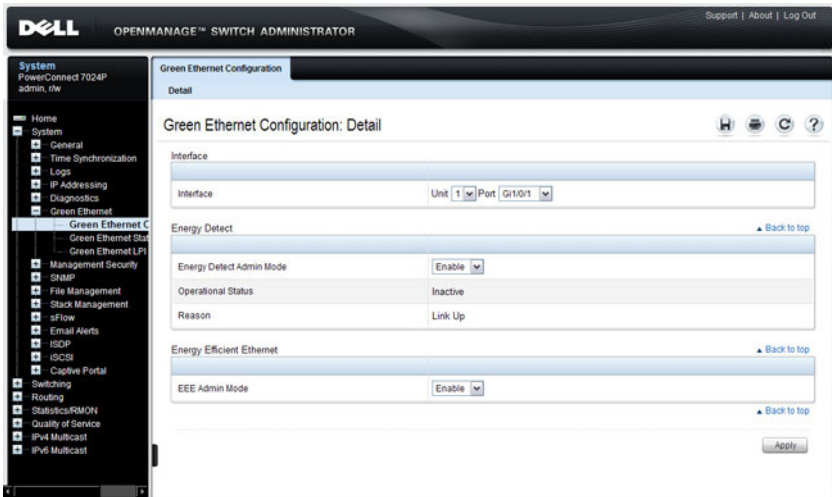 Support | About | Log Out
DELL OPENMANAGE™ SWITCH ADMINISTRATOR
System
PowerConnect 7024P
admin, r/w
Home
System
General
Time Synchronization
Logs
IP Addressing
Diagnostics
Green Ethernet
Green Ethernet C
Green Ethernet Stat
Green Ethernet LPI
Management Security
SNMP
File Management
Stack Management
sFlow
Email Alerts
ISDP
iSCSI
Captive Portal
Switching
Routing
Statistics/RMON
Quality of Service
IPv4 Multicast
IPv6 Multicast
Green Ethernet Configuration
Detail
Green Ethernet Configuration: Detail
Interface
Interface Unit 1 Port Gi1/0/1
Energy Detect Back to top
Energy Detect Admin Mode Enable
Operational Status Inactive
Reason Link Up
Energy Efficient Ethernet Back to top
EEE Admin Mode Enable
Back to top
Apply